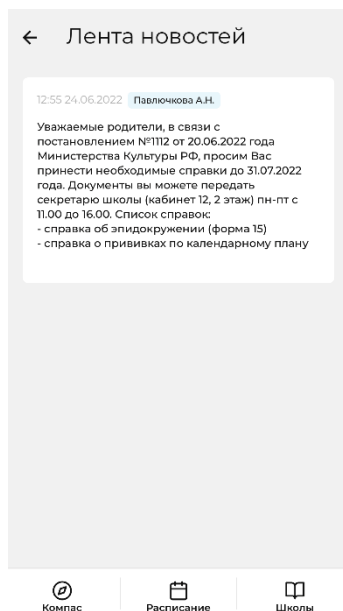 ← Лента новостей
12:55 24.06.2022 Павлючкова А.Н.
Уважаемые родители, в связи с
постановлением №1112 от 20.06.2022 года
Министерства Культуры РФ, просим Вас
принести необходимые справки до 31.07.2022
года. Документы вы можете передать
секретарю школы (кабинет 12, 2 этаж) пн-пт с
11.00 до 16.00. Список справок:
- справка об эпидокружении (форма 15)
- справка о прививках по календарному плану
Компас Расписание Школы